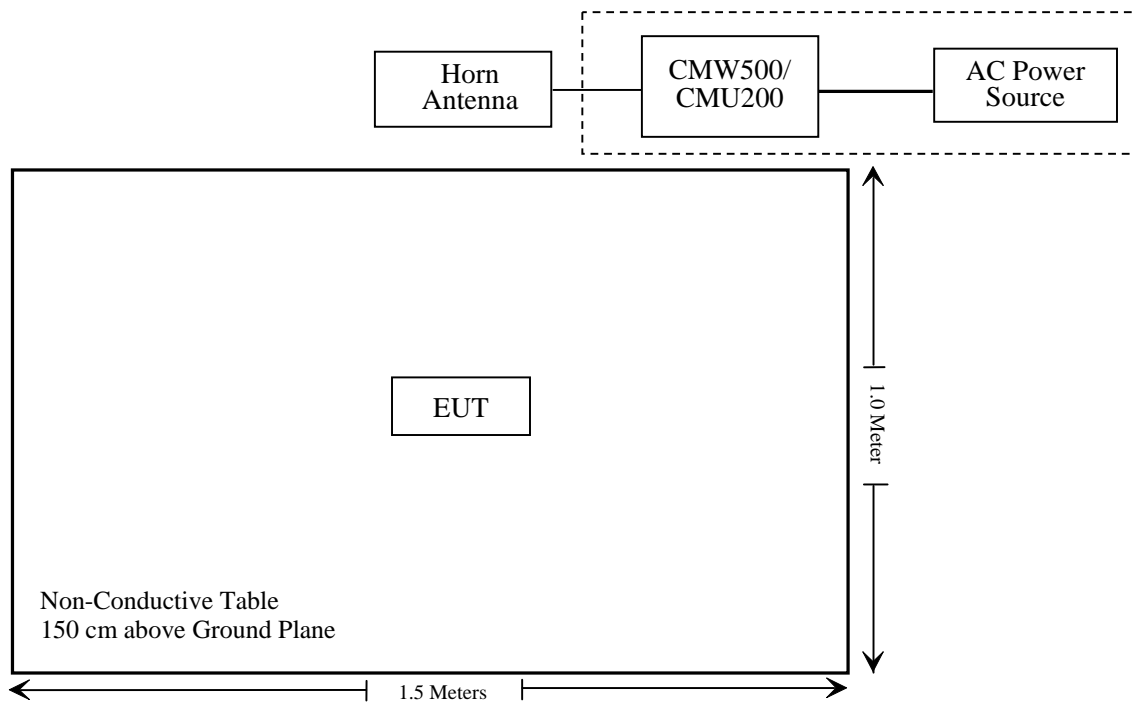 Horn
Antenna
CMW500/
CMU200
AC Power
Source
EUT
1.0 Meter
Non-Conductive Table
150 cm above Ground Plane
1.5 Meters